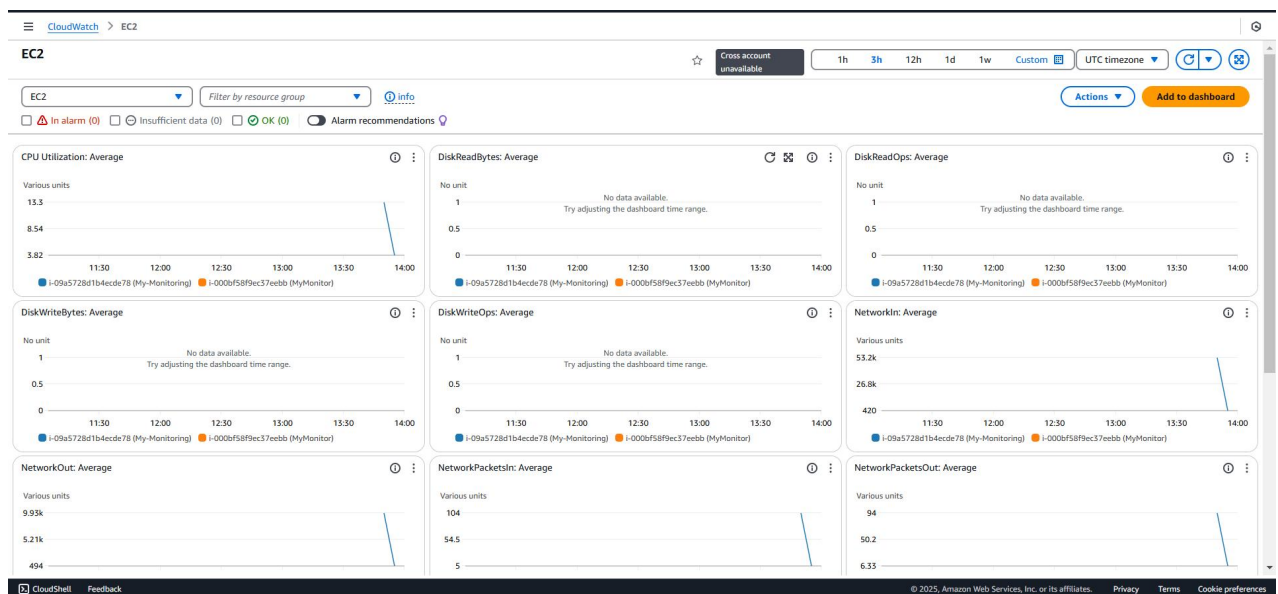 CloudWatch > EC2
EC2
Cross account
unavailable
1h 3h 12h 1d 1w Custom
UTC timezone
EC2
Filter by resource group
info
Actions
Add to dashboard
In alarm (0)
Insufficient data (0)
OK (0)
Alarm recommendations
CPU Utilization: Average
Various units
13.3
8.54
3.82
11:30 12:00 12:30 13:00 13:30 14:00
i-09a5728d1b4ecde78 (My-Monitoring) i-000bf58f9ec37eebb (MyMonitor)
DiskReadBytes: Average
No unit
No data available.
Try adjusting the dashboard time range.
1
0.5
0
11:30 12:00 12:30 13:00 13:30 14:00
i-09a5728d1b4ecde78 (My-Monitoring) i-000bf58f9ec37eebb (MyMonitor)
DiskReadOps: Average
No unit
No data available.
Try adjusting the dashboard time range.
1
0.5
0
11:30 12:00 12:30 13:00 13:30 14:00
i-09a5728d1b4ecde78 (My-Monitoring) i-000bf58f9ec37eebb (MyMonitor)
DiskWriteBytes: Average
No unit
No data available.
Try adjusting the dashboard time range.
1
0.5
0
11:30 12:00 12:30 13:00 13:30 14:00
i-09a5728d1b4ecde78 (My-Monitoring) i-000bf58f9ec37eebb (MyMonitor)
DiskWriteOps: Average
No unit
No data available.
Try adjusting the dashboard time range.
1
0.5
0
11:30 12:00 12:30 13:00 13:30 14:00
i-09a5728d1b4ecde78 (My-Monitoring) i-000bf58f9ec37eebb (MyMonitor)
NetworkIn: Average
Various units
53.2k
26.8k
420
11:30 12:00 12:30 13:00 13:30 14:00
i-09a5728d1b4ecde78 (My-Monitoring) i-000bf58f9ec37eebb (MyMonitor)
NetworkOut: Average
Various units
9.93k
5.21k
494
NetworkPacketsIn: Average
Various units
104
54.5
5
NetworkPacketsOut: Average
Various units
94
50.2
6.33
CloudShell Feedback
© 2025, Amazon Web Services, Inc. or its affiliates. Privacy Terms Cookie preferences